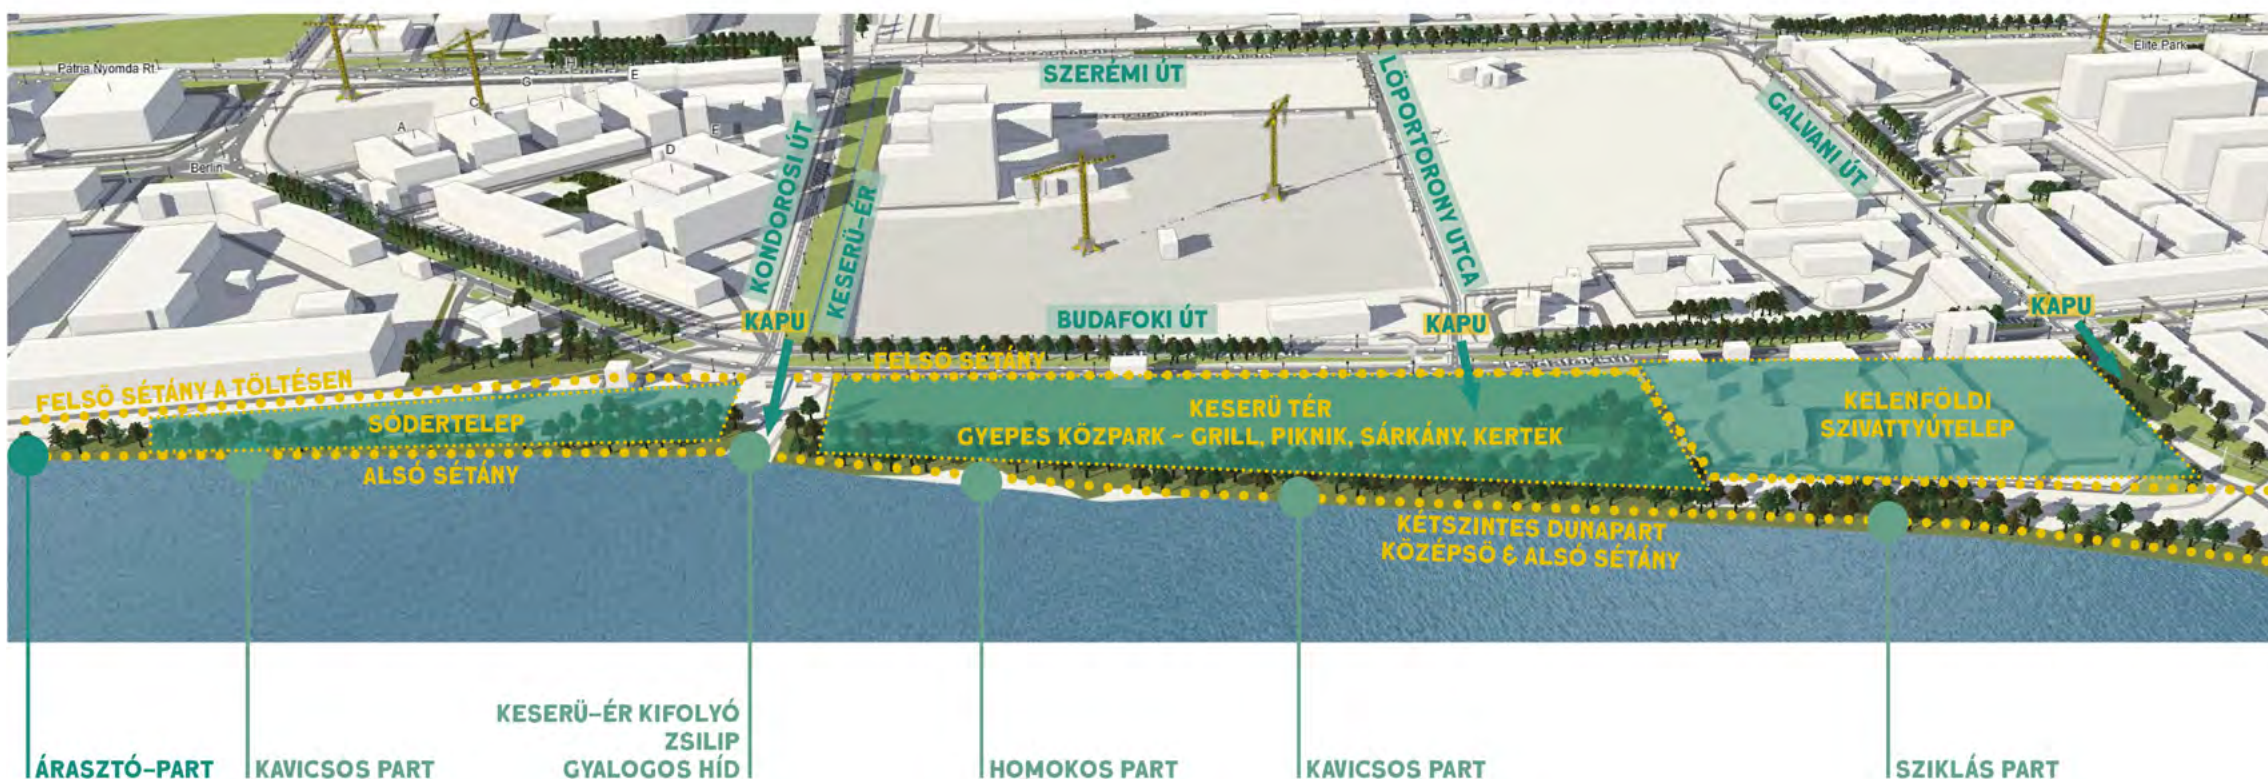 Pátria Nyomda Rt.
Elite Park
H
E
G
C
A
F
D
Berlin
SZERÉMI ÚT
LŐPORTORONY UTCA
GALVANI ÚT
KONDOROSI ÚT
KESERŰ-ÉR
BUDAFOKI ÚT
KAPU
KAPU
KAPU
FELSŐ SÉTÁNY A TÖLTÉSEN
FELSŐ SÉTÁNY
SÓDERTELEP
ALSÓ SÉTÁNY
KESERŰ TÉR
GYEPES KÖZPARK ~ GRILL, PIKNIK, SÁRKÁNY, KERTEK
KELENFÖLDI
SZIVATTYÚTELEP
KÉTSZINTES DUNAPART
KÖZÉPSŐ & ALSÓ SÉTÁNY
ÁRASZTÓ-PART
KAVICSOS PART
KESERŰ-ÉR KIFOLYÓ
ZSILIP
GYALOGOS HÍD
HOMOKOS PART
KAVICSOS PART
SZIKLÁS PART